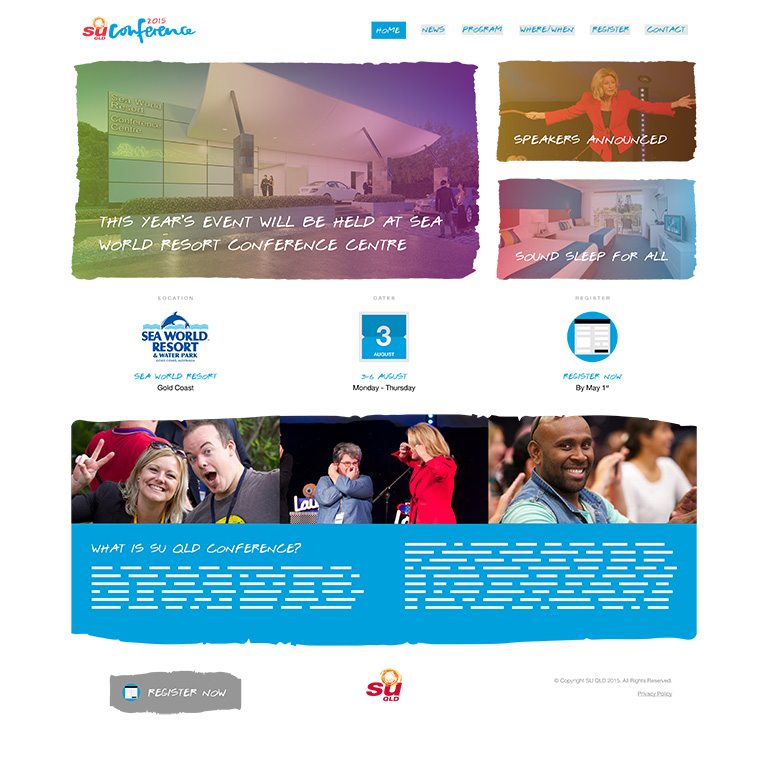 su QLD Conference 2015
HOME NEWS PROGRAM WHERE/WHEN REGISTER CONTACT
Sea World
Resort
Conference
Centre
THIS YEAR'S EVENT WILL BE HELD AT SEA
WORLD RESORT CONFERENCE CENTRE
SPEAKERS ANNOUNCED
SOUND SLEEP FOR ALL
LOCATION
SEA WORLD
RESORT
& WATER PARK
GOLD COAST, AUSTRALIA
SEA WORLD RESORT
Gold Coast
DATES
3
AUGUST
3-6 AUGUST
Monday - Thursday
REGISTER
REGISTER NOW
By May 1st
WHAT IS SU QLD CONFERENCE?
REGISTER NOW
su
QLD
© Copyright SU QLD 2015. All Rights Reserved.
Privacy Policy